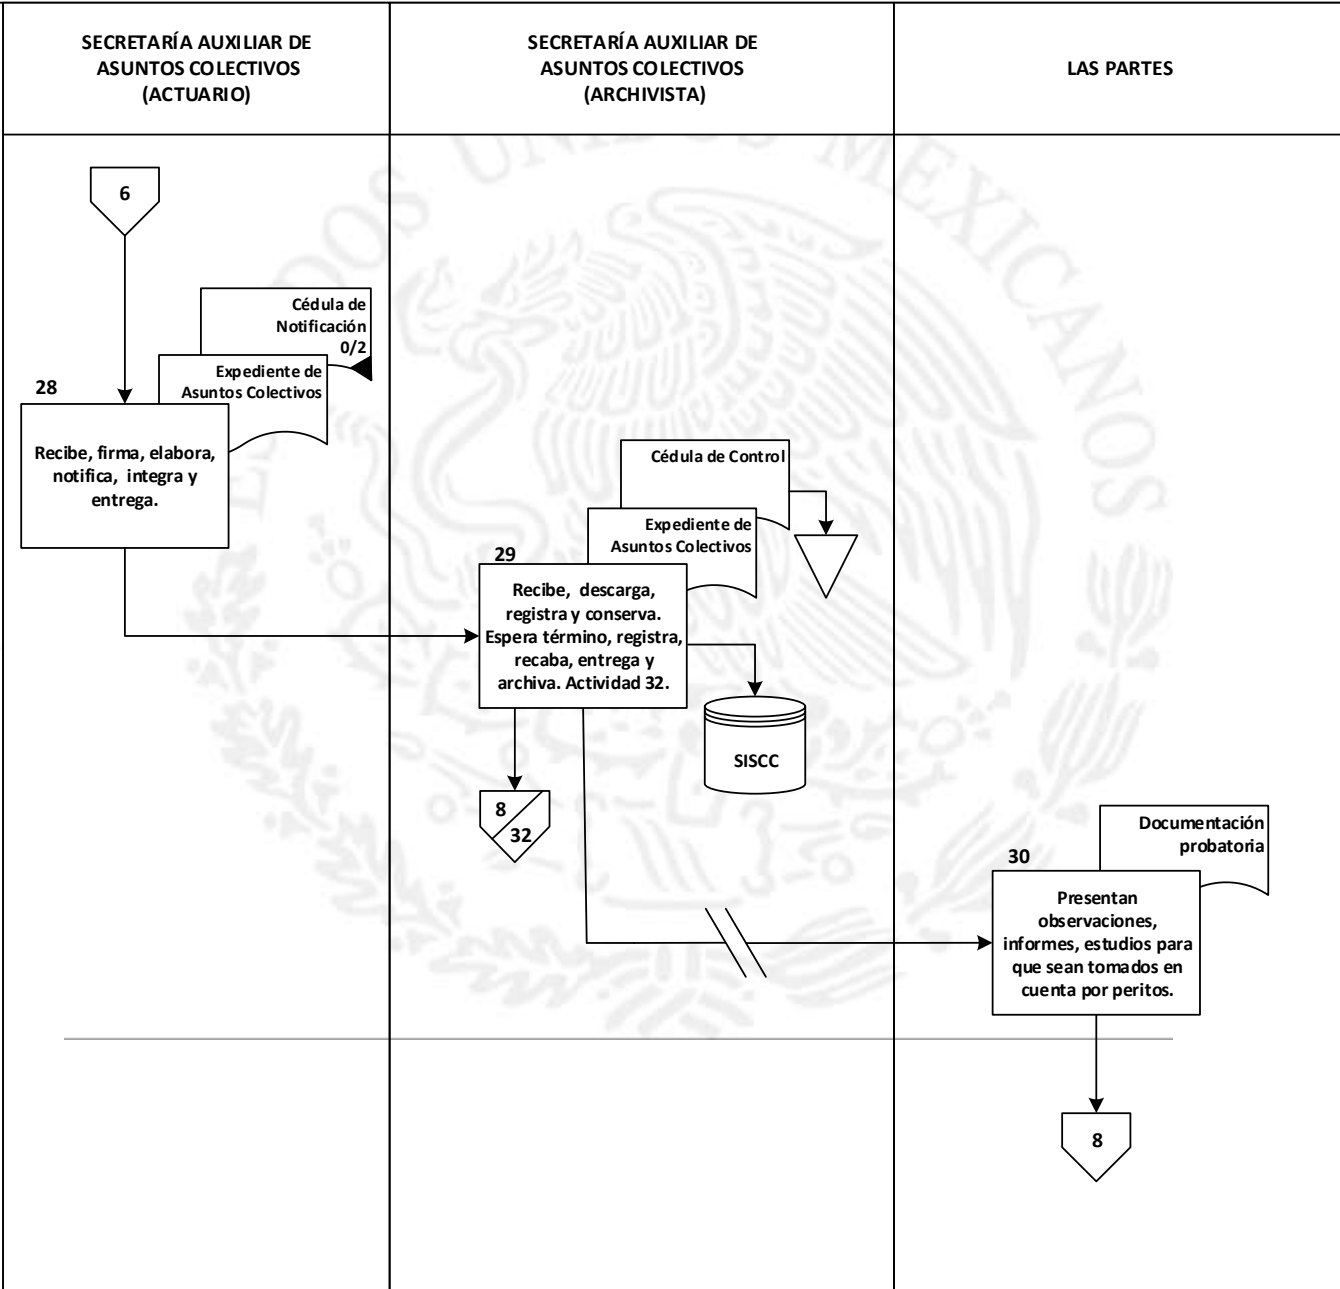 SECRETARÍA AUXILIAR DE
ASUNTOS COLECTIVOS
(ACTUARIO)
SECRETARÍA AUXILIAR DE
ASUNTOS COLECTIVOS
(ARCHIVISTA)
LAS PARTES
6
Cédula de
Notificación
0/2
Expediente de
Asuntos Colectivos
28
Recibe, firma, elabora,
notifica, integra y
entrega.
Cédula de Control
Expediente de
Asuntos Colectivos
29
Recibe, descarga,
registra y conserva.
Espera término, registra,
recaba, entrega y
archiva. Actividad 32.
SISCC
8
32
Documentación
probatoria
30
Presentan
observaciones,
informes, estudios para
que sean tomados en
cuenta por peritos.
8
ESTADOS UNIDOS MEXICANOS